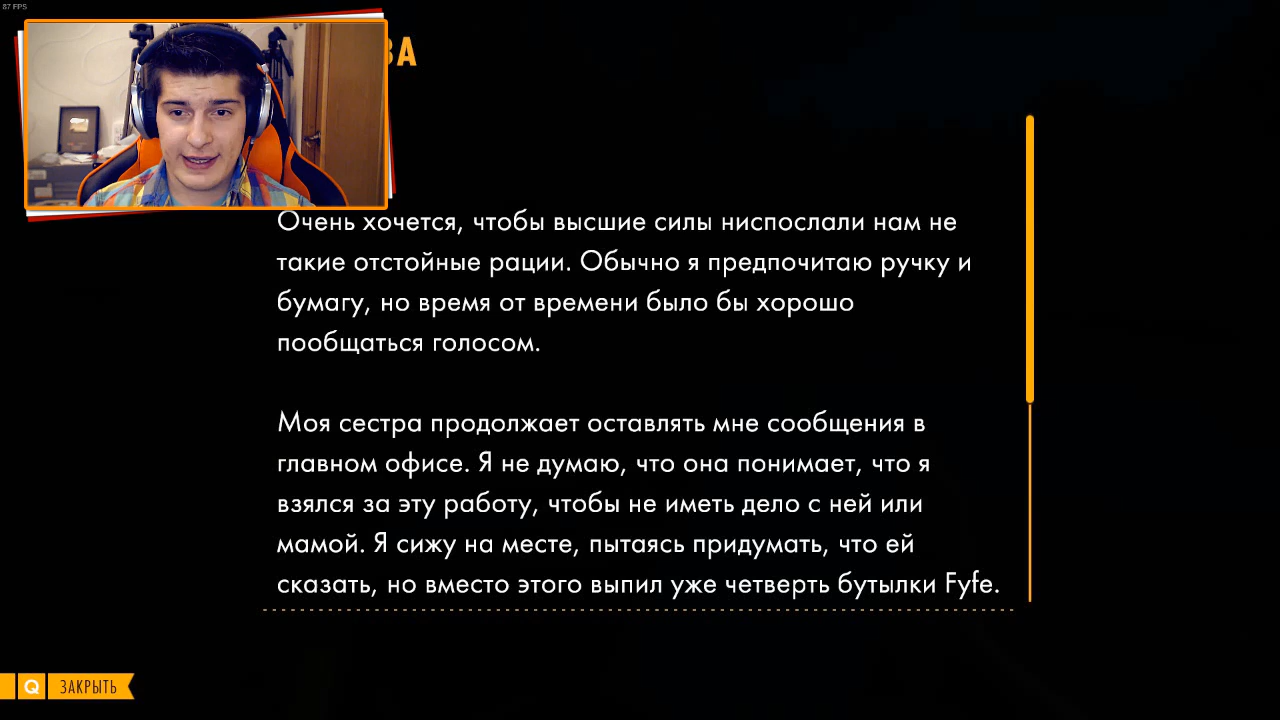 87 FPS
ВА
Очень хочется, чтобы высшие силы ниспослали нам не
такие отстойные рации. Обычно я предпочитаю ручку и
бумагу, но время от времени было бы хорошо
пообщаться голосом.
Моя сестра продолжает оставлять мне сообщения в
главном офисе. Я не думаю, что она понимает, что я
взялся за эту работу, чтобы не иметь дело с ней или
мамой. Я сижу на месте, пытаясь придумать, что ей
сказать, но вместо этого выпил уже четверть бутылки Fyfe.
Q ЗАКРЫТЬ